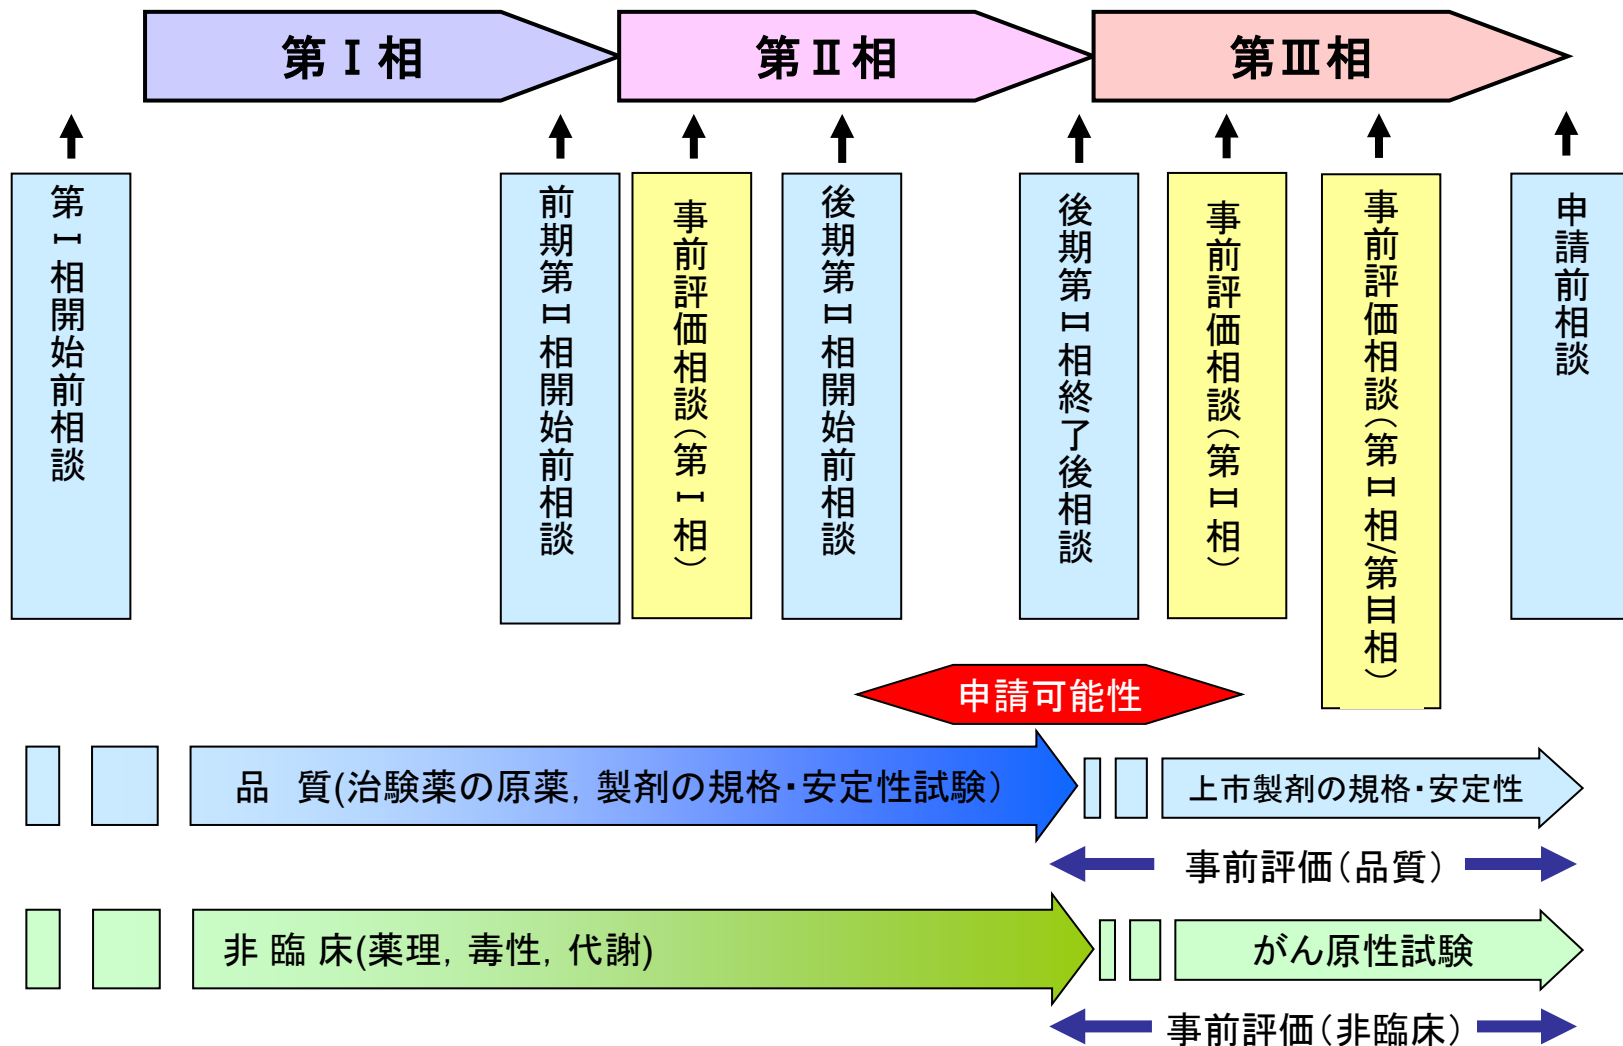 第Ⅰ相
第Ⅱ相
第Ⅲ相
第Ⅰ相開始前相談
前期第Ⅱ相開始前相談
事前評価相談(第Ⅰ相)
後期第Ⅱ相開始前相談
後期第Ⅱ相終了後相談
事前評価相談(第Ⅱ相)
事前評価相談(第Ⅱ相/第Ⅲ相)
申請前相談
申請可能性
品 質(治験薬の原薬, 製剤の規格・安定性試験)
上市製剤の規格・安定性
事前評価(品質)
非 臨 床(薬理, 毒性, 代謝)
がん原性試験
事前評価(非臨床)